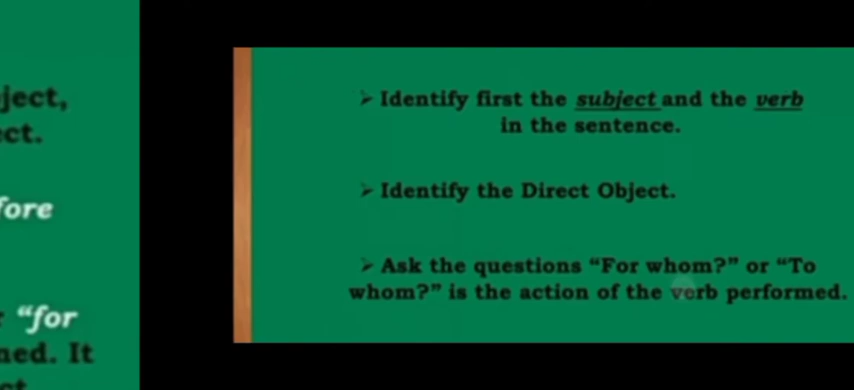 ject,
ct.
fore
"for
ned. It
➢ Identify first the subject and the verb
in the sentence.
➢ Identify the Direct Object.
➢ Ask the questions "For whom?" or "To
whom?" is the action of the verb performed.